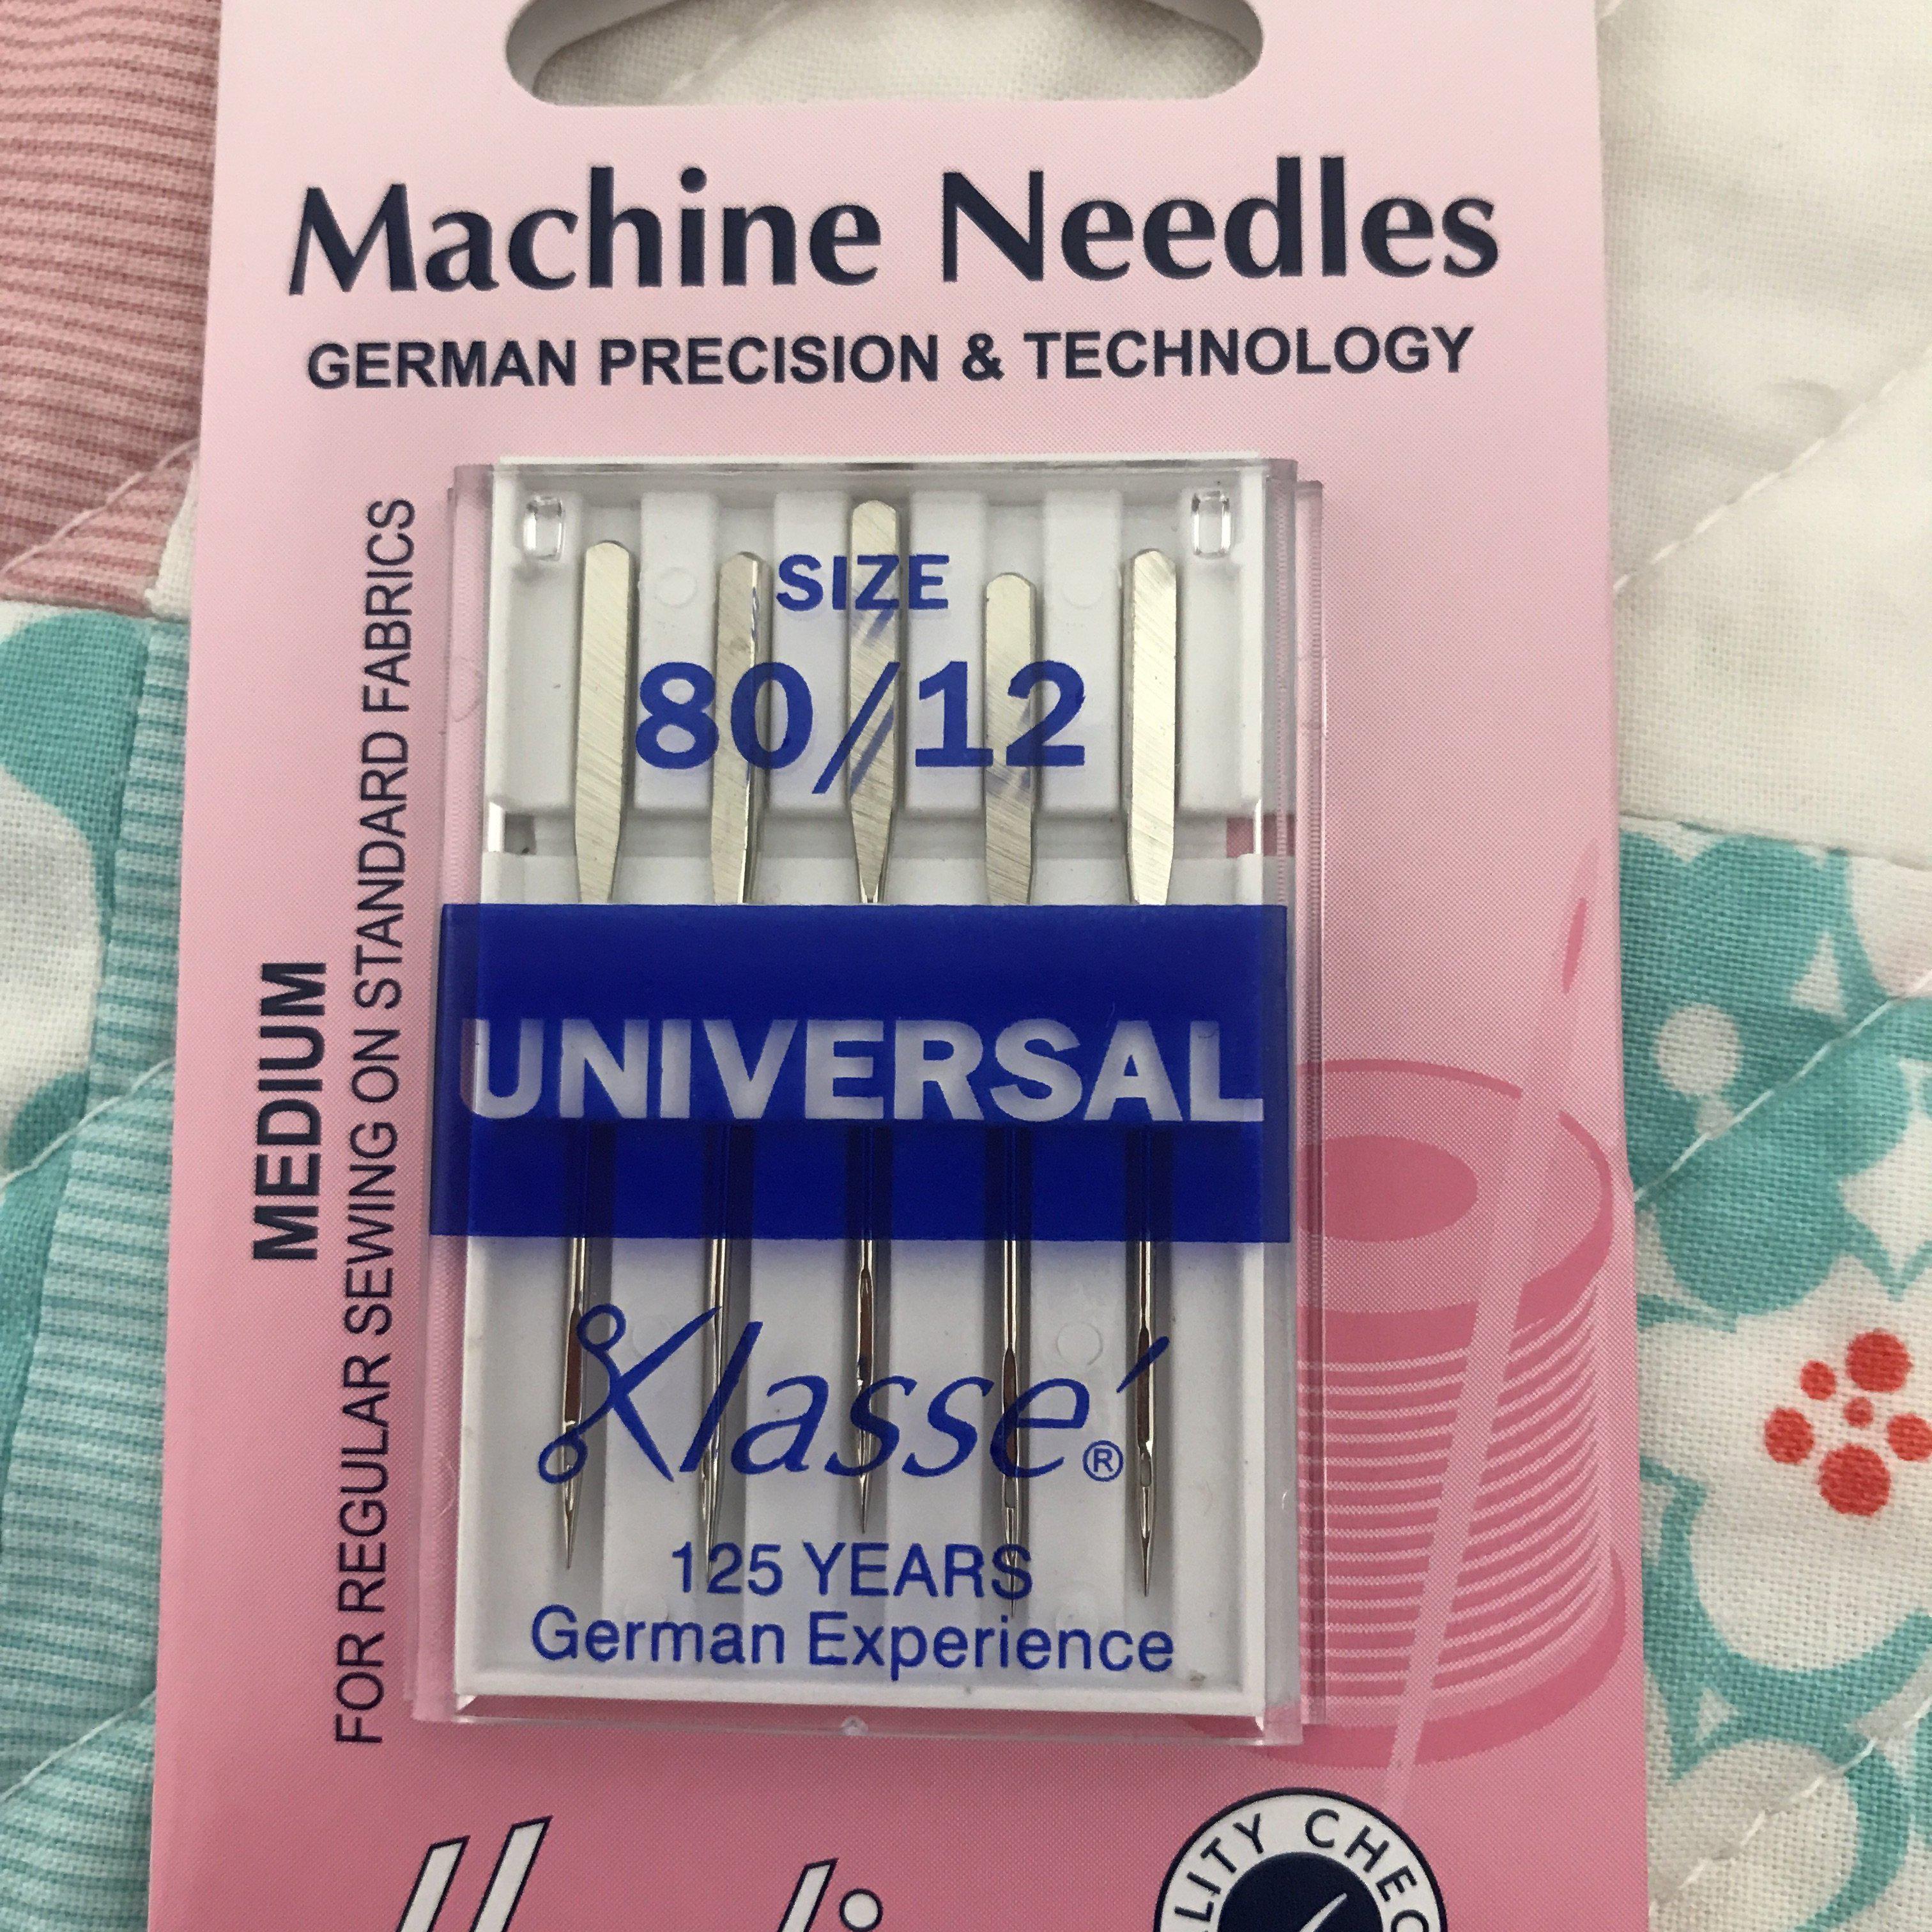 Machine Needles
GERMAN PRECISION & TECHNOLOGY
MEDIUM
FOR REGULAR SEWING ON STANDARD FABRICS
SIZE
80/12
UNIVERSAL
Klassé®
125 YEARS
German Experience